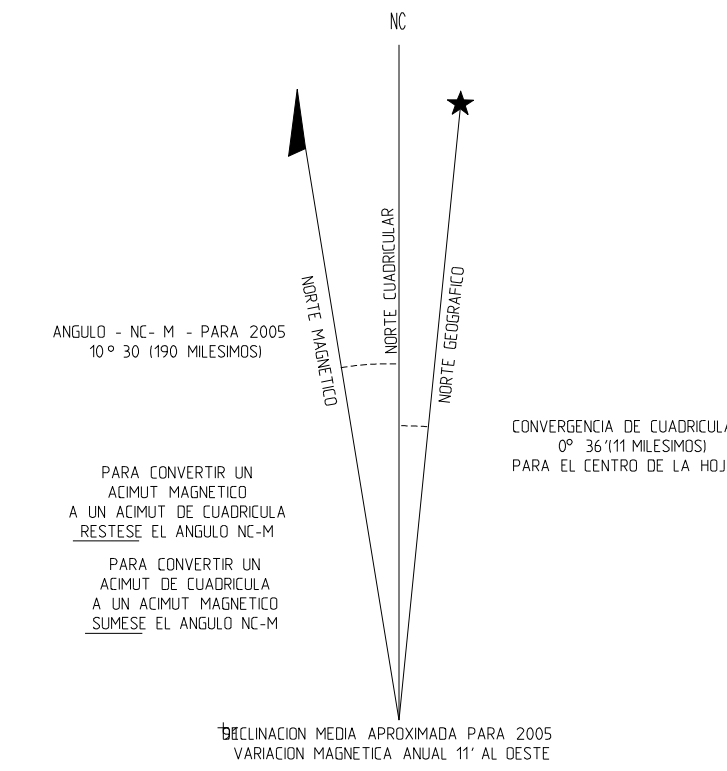 NC
NORTE MAGNETICO
NORTE CUADRICULAR
NORTE GEOGRAFICO
ANGULO - NC- M - PARA 2005
10° 30 (190 MILESIMOS)
CONVERGENCIA DE CUADRICULA
0° 36'(11 MILESIMOS)
PARA EL CENTRO DE LA HOJ
PARA CONVERTIR UN
ACIMUT MAGNETICO
A UN ACIMUT DE CUADRICULA
RESTESE EL ANGULO NC-M
PARA CONVERTIR UN
ACIMUT DE CUADRICULA
A UN ACIMUT MAGNETICO
SUMESE EL ANGULO NC-M
DECLINACION MEDIA APROXIMADA PARA 2005
VARIACION MAGNETICA ANUAL 11' AL OESTE